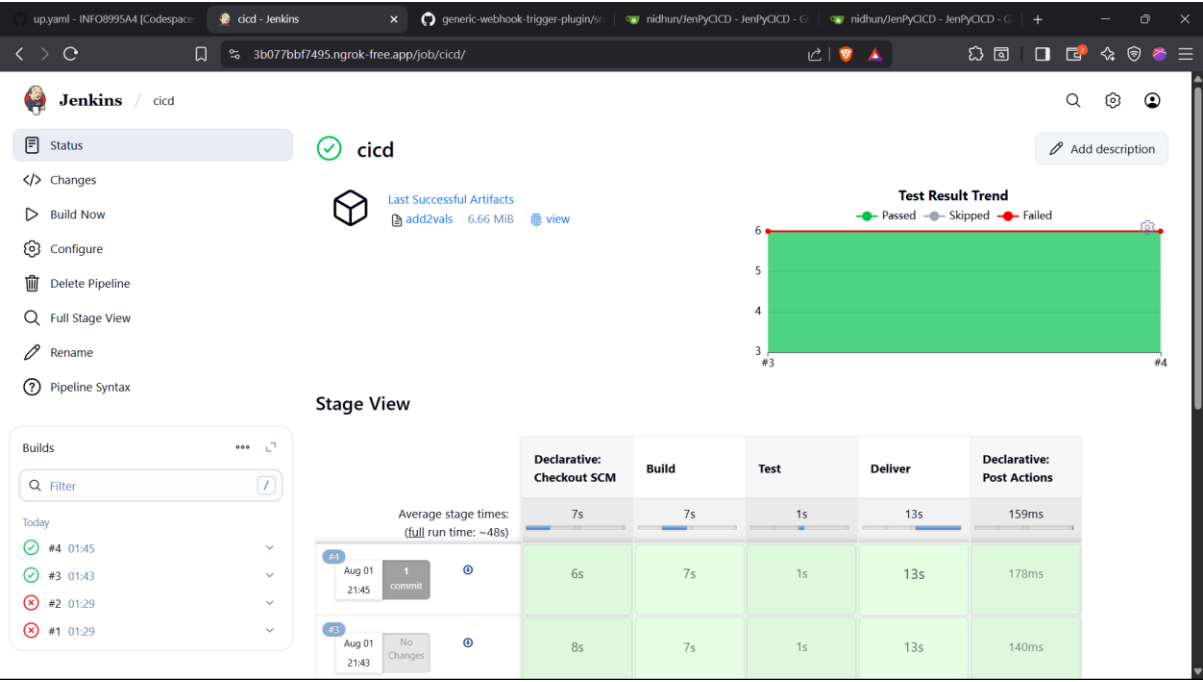 up.yaml - INFO8995A4 [Codespace
cicd - Jenkins
generic-webhook-trigger-plugin/sr
nidhun/JenPyCICD - JenPyCICD - G
nidhun/JenPyCICD - JenPyCICD - G
3b077bbf7495.ngrok-free.app/job/cicd/
Jenkins / cicd
Status
Changes
Build Now
Configure
Delete Pipeline
Full Stage View
Rename
Pipeline Syntax
Builds
Filter /
Today
#4 01:45
#3 01:43
#2 01:29
#1 01:29
cicd
Add description
Last Successful Artifacts
add2vals 6.66 MiB view
Test Result Trend
Passed Skipped Failed
6
5
4
3
#3 #4
Stage View
Declarative: Checkout SCM
Build
Test
Deliver
Declarative: Post Actions
Average stage times:
(full run time: ~48s)
7s 7s 1s 13s 159ms
#4
Aug 01
21:45
1
commit
6s 7s 1s 13s 178ms
#3
Aug 01
21:43
No
Changes
8s 7s 1s 13s 140ms